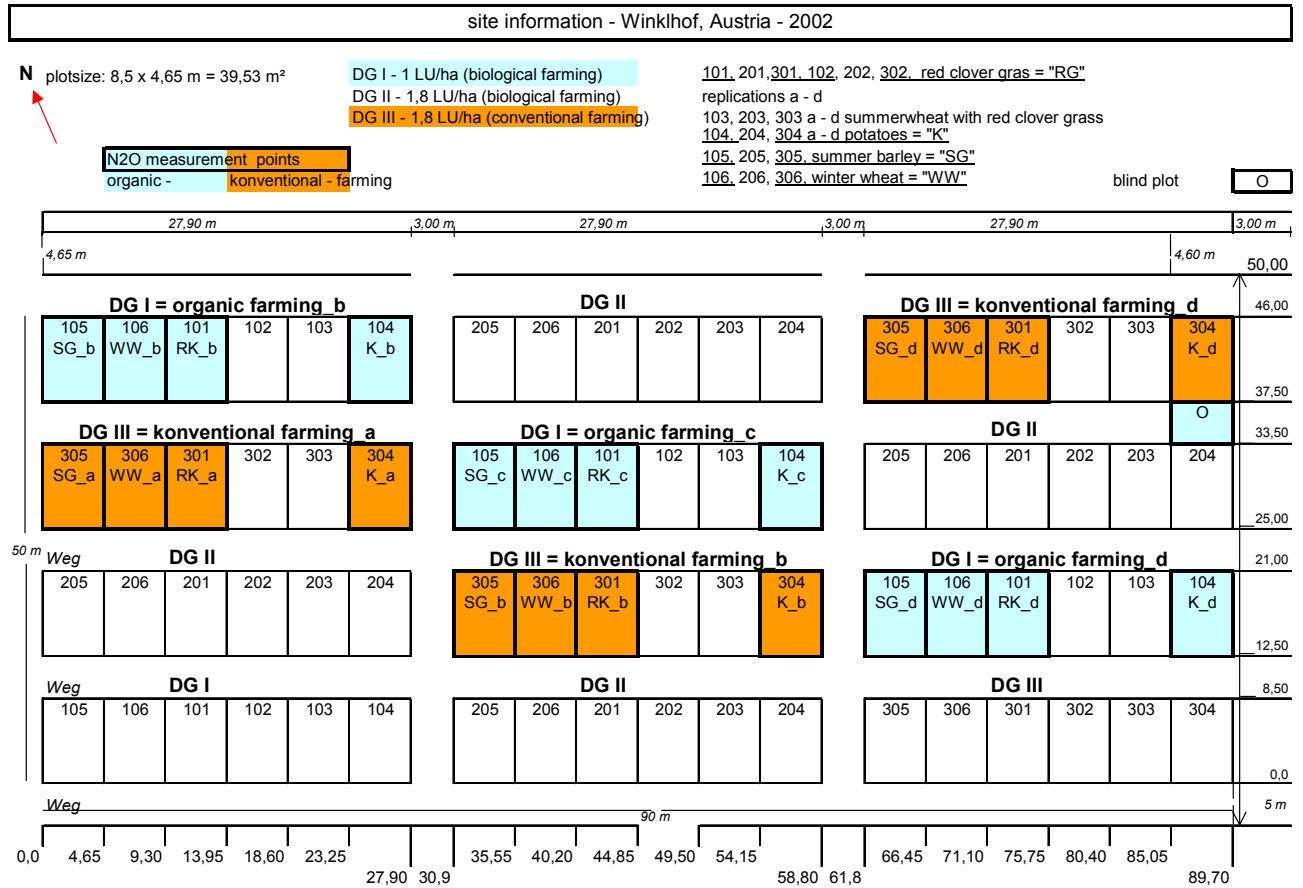 site information - Winklhof, Austria - 2002
N plotsize: 8,5 x 4,65 m = 39,53 m²
DG I - 1 LU/ha (biological farming)
DG II - 1,8 LU/ha (biological farming)
DG III - 1,8 LU/ha (conventional farming)
101, 201,301, 102, 202, 302, red clover gras = "RG"
replications a - d
103, 203, 303 a - d summerwheat with red clover grass
104, 204, 304 a - d potatoes = "K"
105, 205, 305, summer barley = "SG"
106, 206, 306, winter wheat = "WW"
N2O measurement points
organic - konventional - farming
blind plot O
27,90 m 3,00 m 27,90 m 3,00 m 27,90 m 3,00 m
4,65 m 4,60 m 50,00
DG I = organic farming_b DG II DG III = konventional farming_d 46,00
105 106 101 102 103 104 205 206 201 202 203 204 305 306 301 302 303 304
SG_b WW_b RK_b K_b SG_d WW_d RK_d K_d
37,50
O
DG III = konventional farming_a DG I = organic farming_c DG II 33,50
305 306 301 302 303 304 105 106 101 102 103 104 205 206 201 202 203 204
SG_a WW_a RK_a K_a SG_c WW_c RK_c K_c
25,00
50 m Weg DG II DG III = konventional farming_b DG I = organic farming_d 21,00
205 206 201 202 203 204 305 306 301 302 303 304 105 106 101 102 103 104
SG_b WW_b RK_b K_b SG_d WW_d RK_d K_d
12,50
Weg DG I DG II DG III 8,50
105 106 101 102 103 104 205 206 201 202 203 204 305 306 301 302 303 304
0,0
Weg 90 m 5 m
0,0 4,65 9,30 13,95 18,60 23,25 35,55 40,20 44,85 49,50 54,15 66,45 71,10 75,75 80,40 85,05
27,90 30,9 58,80 61,8 89,70